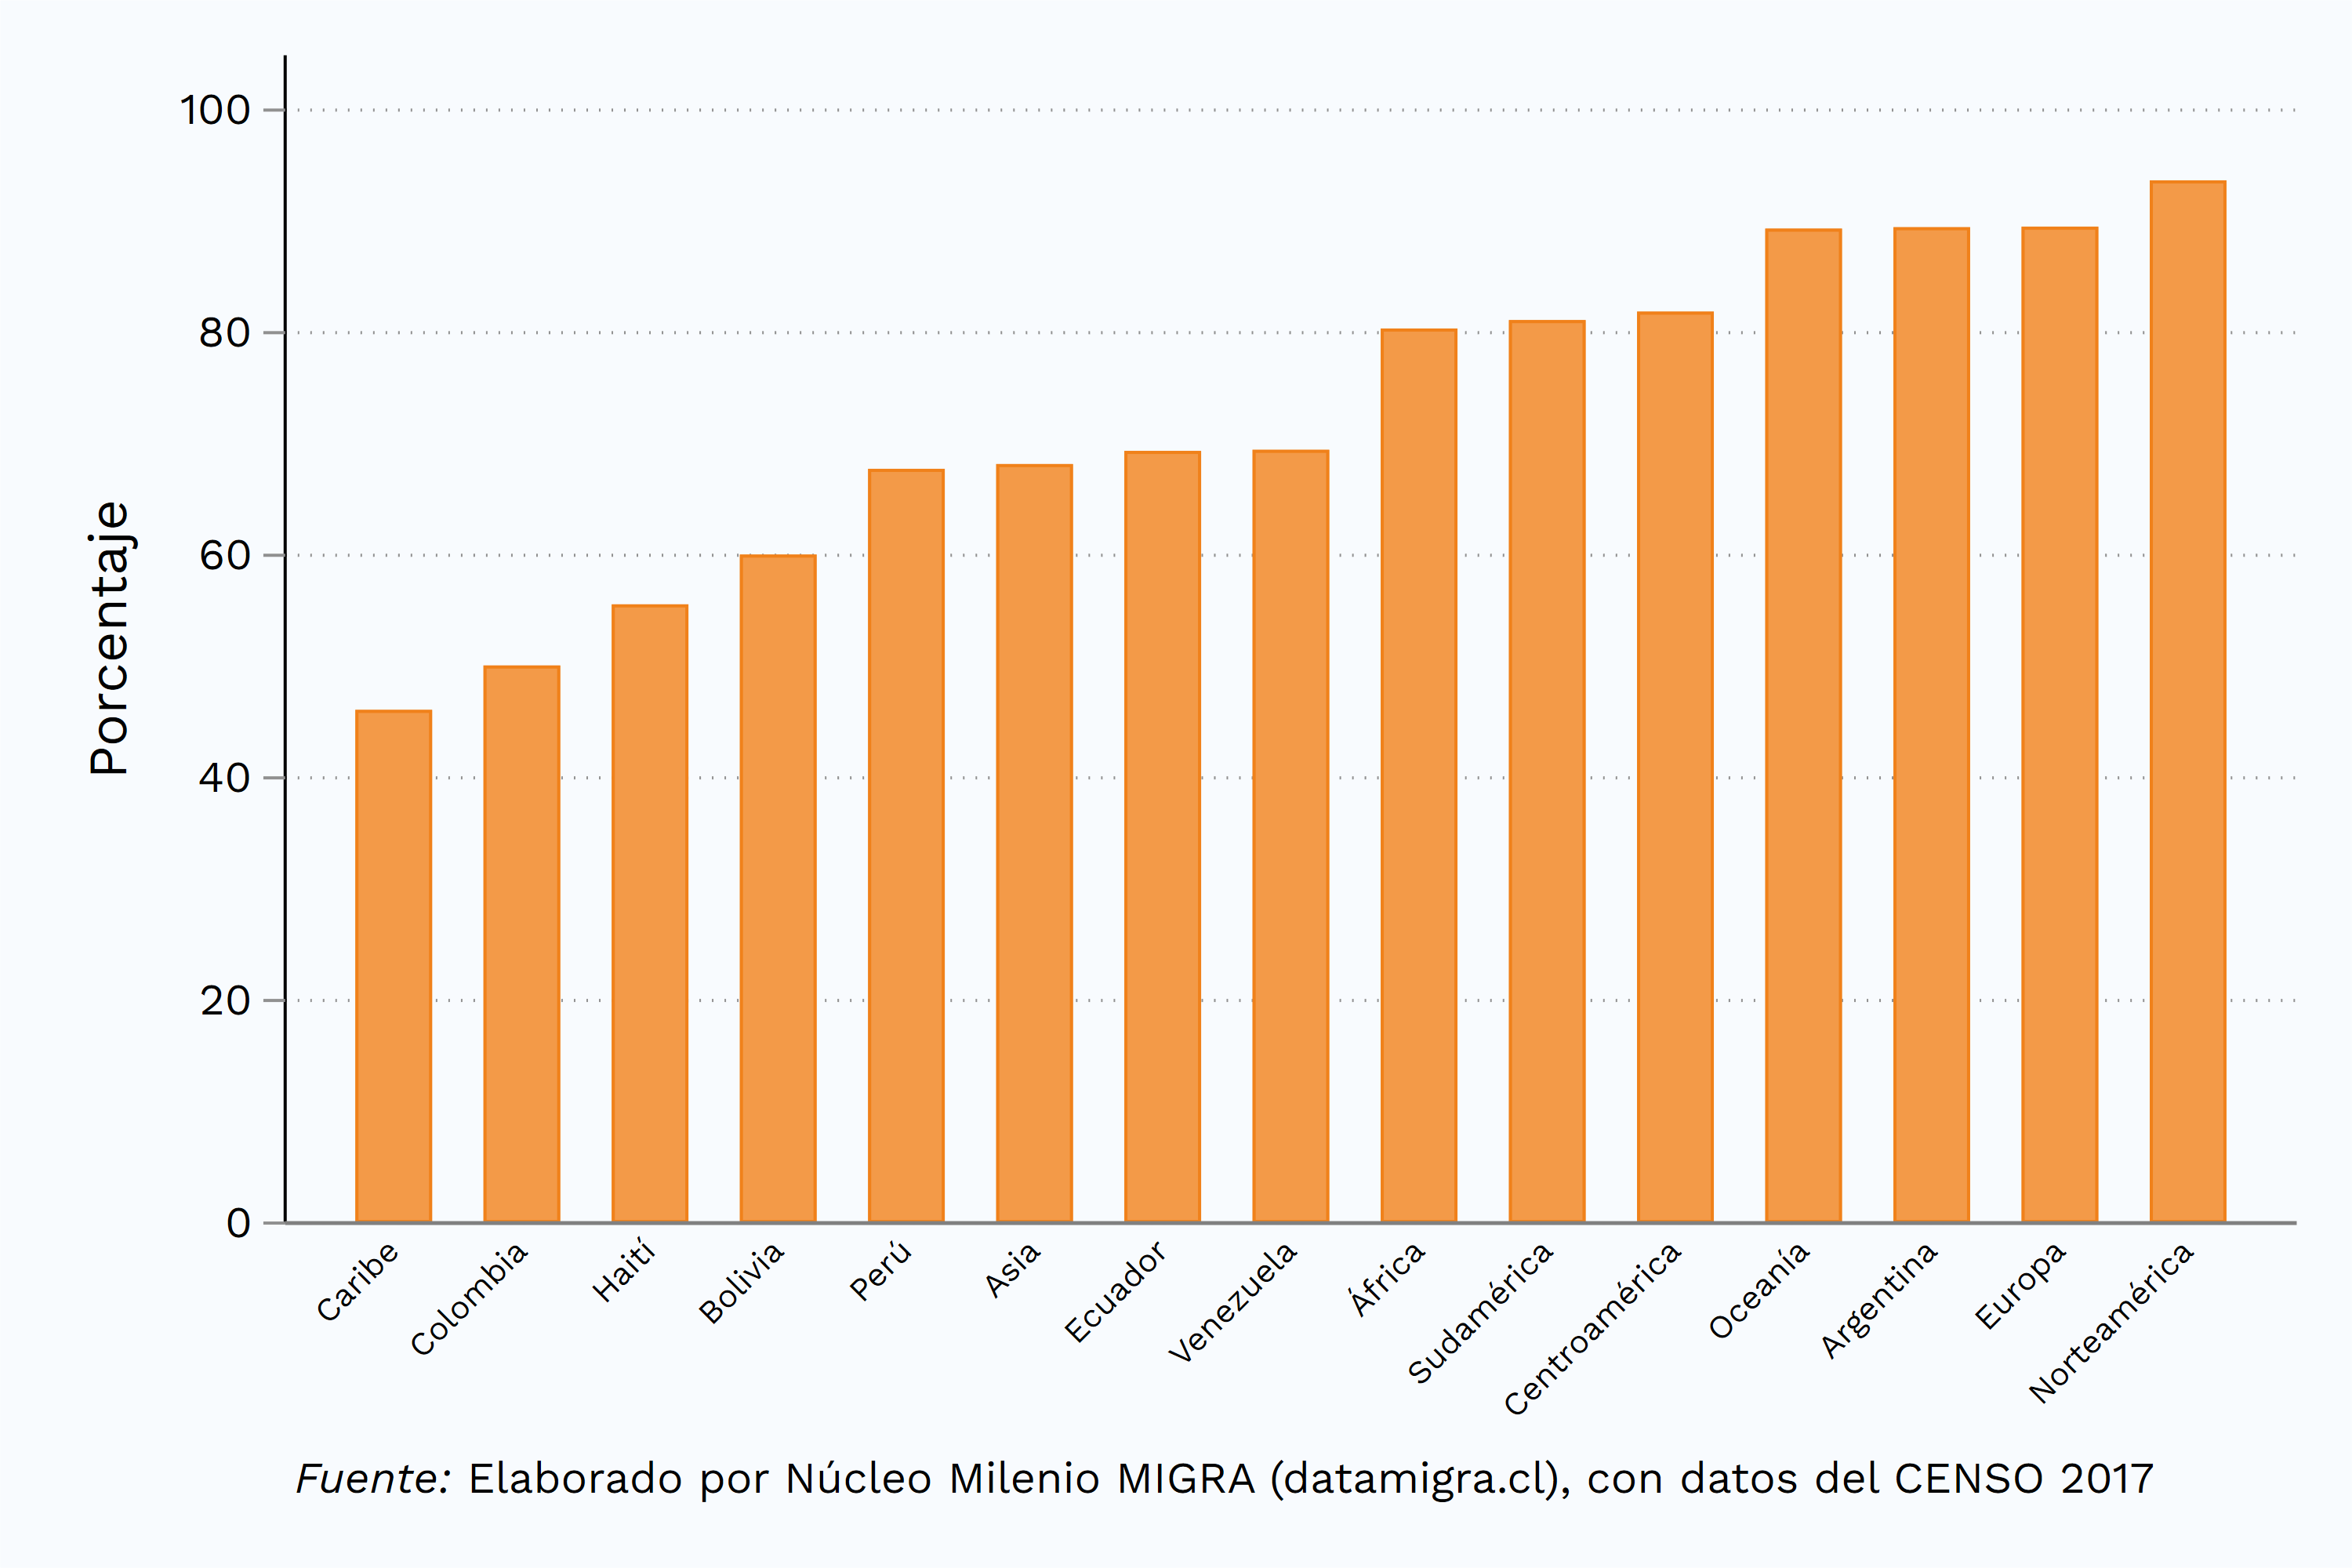 100
80
60
40
20
0
Porcentaje
Caribe
Colombia
Haití
Bolivia
Perú
Asia
Ecuador
Venezuela
África
Sudamérica
Centroamérica
Oceanía
Argentina
Europa
Norteamérica
Fuente: Elaborado por Núcleo Milenio MIGRA (datamigra.cl), con datos del CENSO 2017